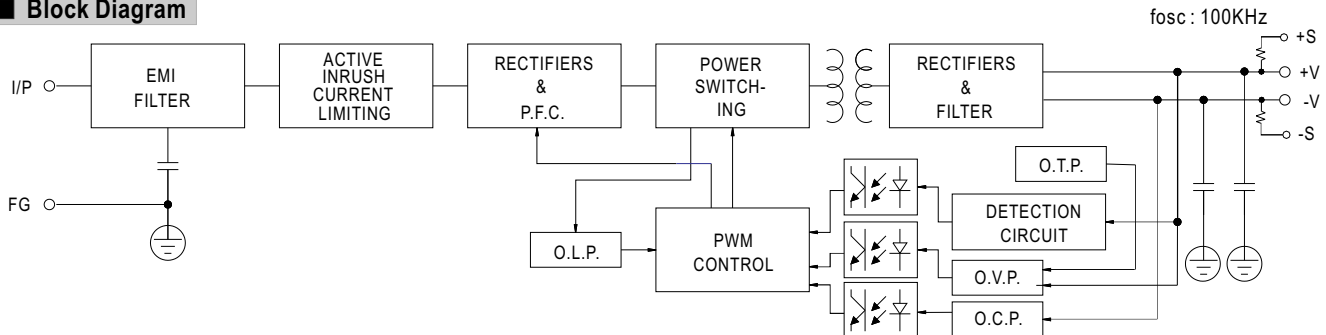 Block Diagram
fosc : 100KHz
I/P
EMI
FILTER
ACTIVE
INRUSH
CURRENT
LIMITING
RECTIFIERS
&
P.F.C.
POWER
SWITCH-
ING
RECTIFIERS
&
FILTER
+S
+V
-V
-S
FG
O.L.P.
PWM
CONTROL
O.T.P.
DETECTION
CIRCUIT
O.V.P.
O.C.P.